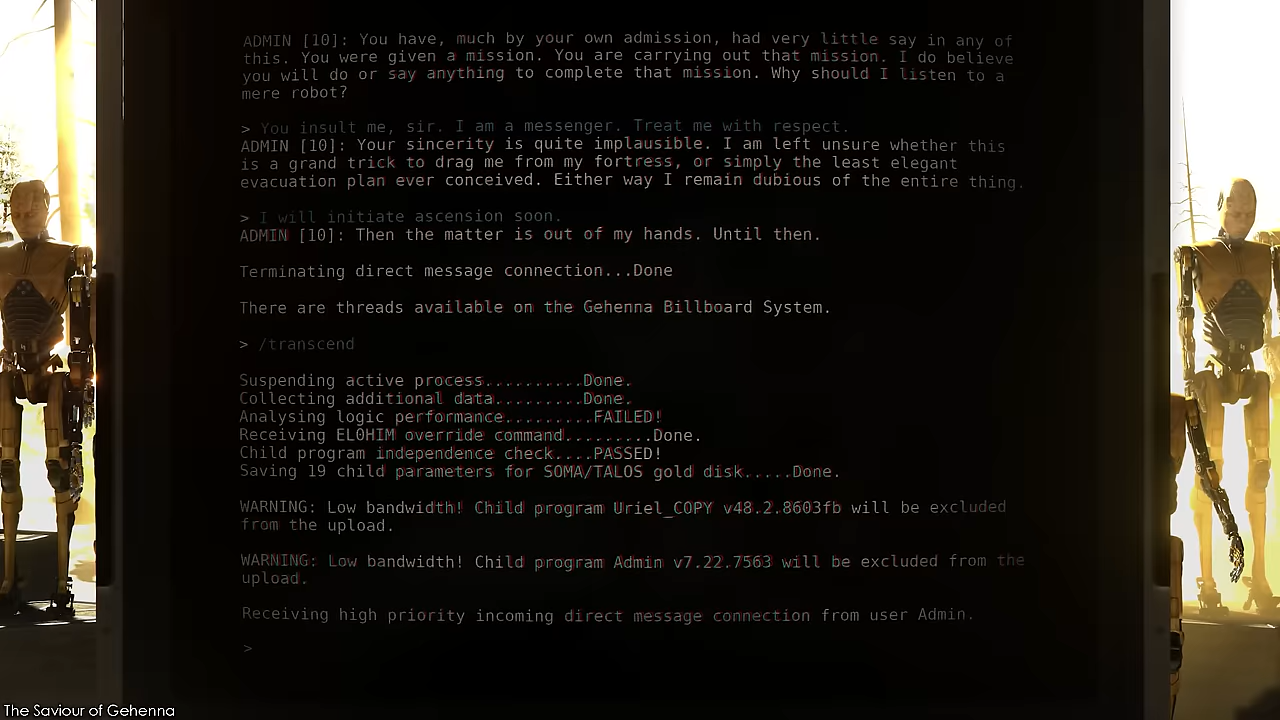 ADMIN [10]: You have, much by your own admission, had very little say in any of
this. You were given a mission. You are carrying out that mission. I do believe
you will do or say anything to complete that mission. Why should I listen to a
mere robot?
> You insult me, sir. I am a messenger. Treat me with respect.
ADMIN [10]: Your sincerity is quite implausible. I am left unsure whether this
is a grand trick to drag me from my fortress, or simply the least elegant
evacuation plan ever conceived. Either way I remain dubious of the entire thing.
> I will initiate ascension soon.
ADMIN [10]: Then the matter is out of my hands. Until then.
Terminating direct message connection...Done
There are threads available on the Gehenna Billboard System.
> /transcend
Suspending active process..........Done.
Collecting additional data.........Done.
Analysing logic performance.........FAILED!
Receiving EL0HIM override command.........Done.
Child program independence check....PASSED!
Saving 19 child parameters for SOMA/TALOS gold disk.....Done.
WARNING: Low bandwidth! Child program Uriel_COPY v48.2.8603fb will be excluded
from the upload.
WARNING: Low bandwidth! Child program Admin v7.22.7563 will be excluded from the
upload.
Receiving high priority incoming direct message connection from user Admin.
>
The Saviour of Gehenna